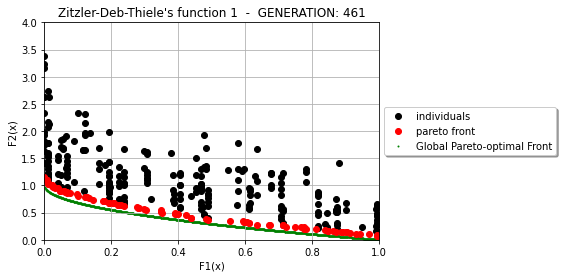 Zitzler-Deb-Thiele's function 1 - GENERATION: 461
4.0
3.5
3.0
2.5
2.0
1.5
1.0
0.5
0.0
F2(x)
0.0 0.2 0.4 0.6 0.8 1.0
F1(x)
individuals
pareto front
Global Pareto-optimal Front